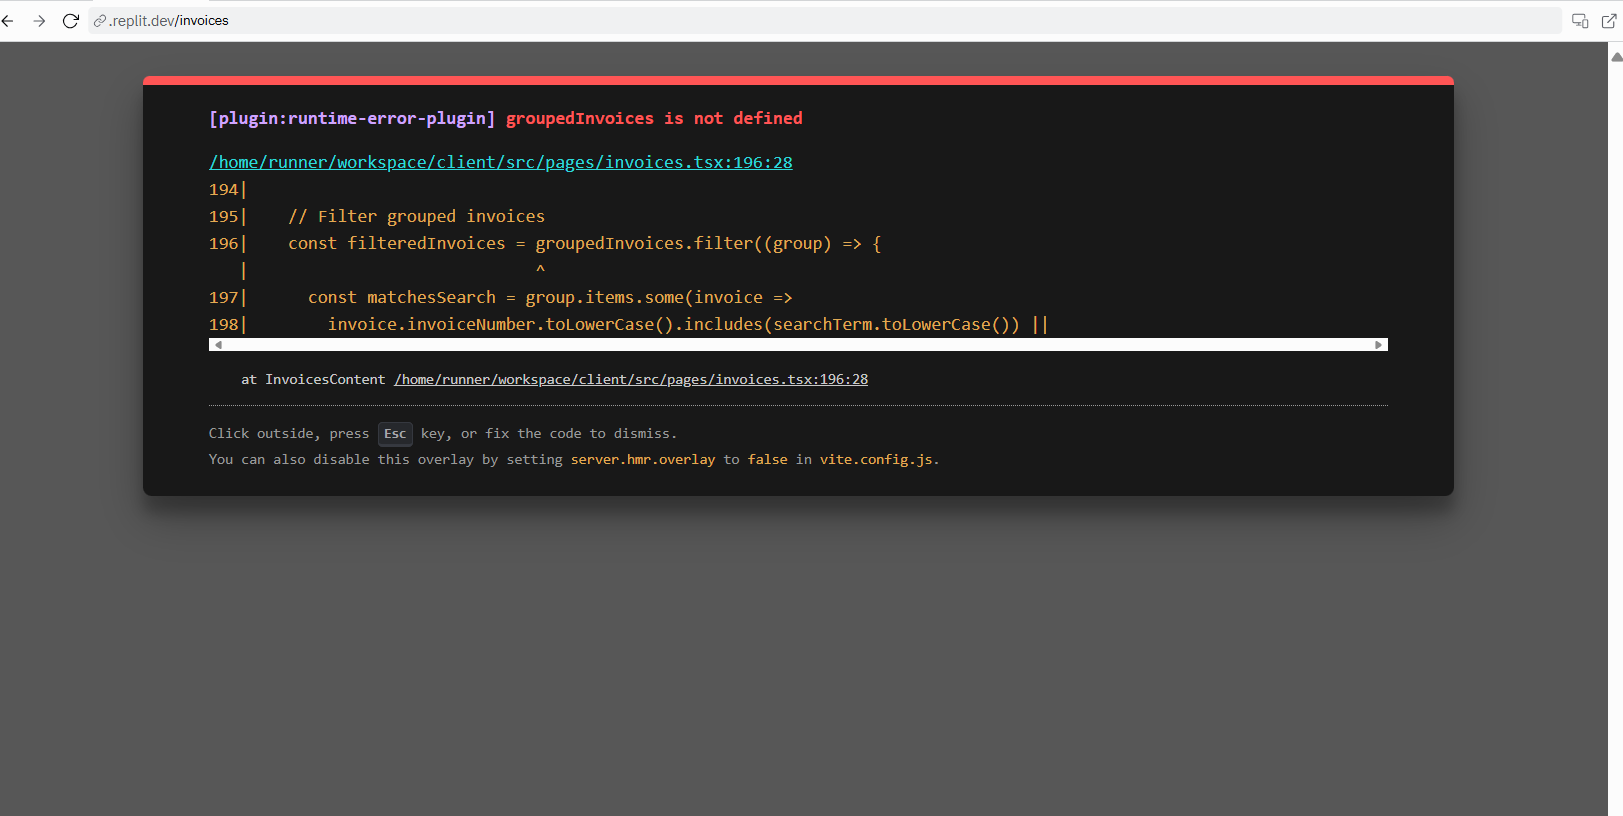 .replit.dev/invoices
[plugin:runtime-error-plugin] groupedInvoices is not defined
/home/runner/workspace/client/src/pages/invoices.tsx:196:28
194|
195|    // Filter grouped invoices
196|    const filteredInvoices = groupedInvoices.filter((group) => {
   |                             ^
197|      const matchesSearch = group.items.some(invoice =>
198|        invoice.invoiceNumber.toLowerCase().includes(searchTerm.toLowerCase()) ||
at InvoicesContent /home/runner/workspace/client/src/pages/invoices.tsx:196:28
Click outside, press Esc key, or fix the code to dismiss.
You can also disable this overlay by setting server.hmr.overlay to false in vite.config.js.